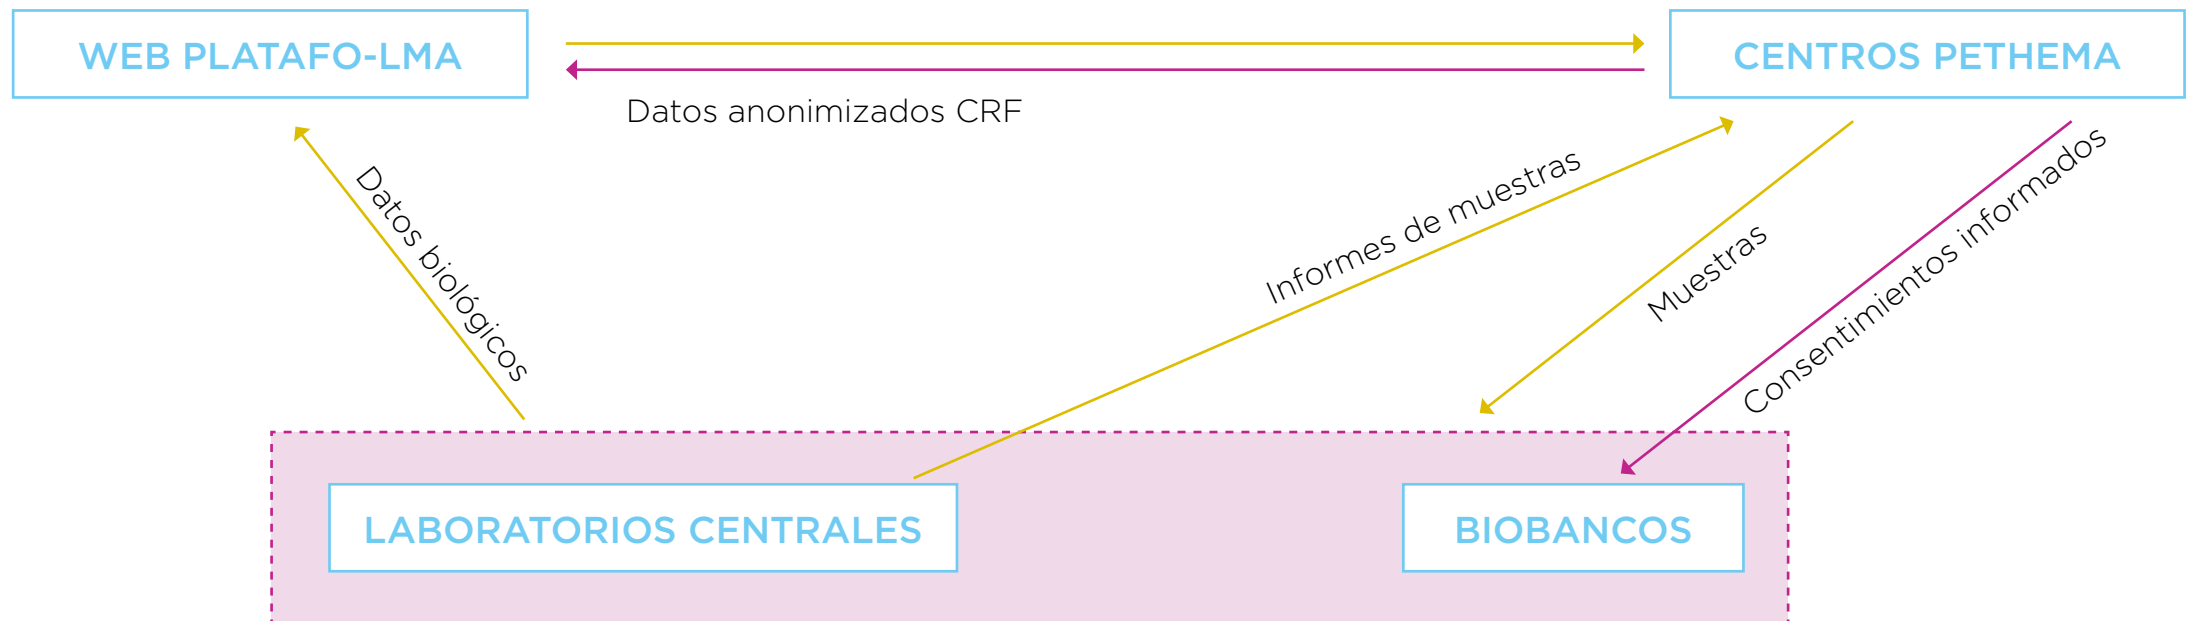 WEB PLATAFO-LMA
CENTROS PETHEMA
Datos anonimizados CRF
Datos biológicos
Informes de muestras
Muestras
Consentimientos informados
LABORATORIOS CENTRALES
BIOBANCOS